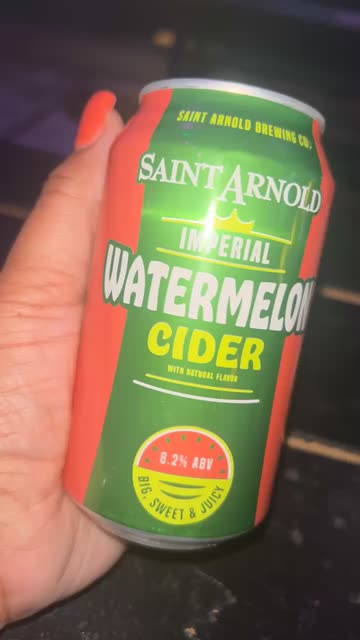 SAINT ARNOLD BREWING CO.
SAINT ARNOLD
IMPERIAL
WATERMELON
CIDER
WITH NATURAL FLAVOR
8.2% ABV
BIG, SWEET & JUICY